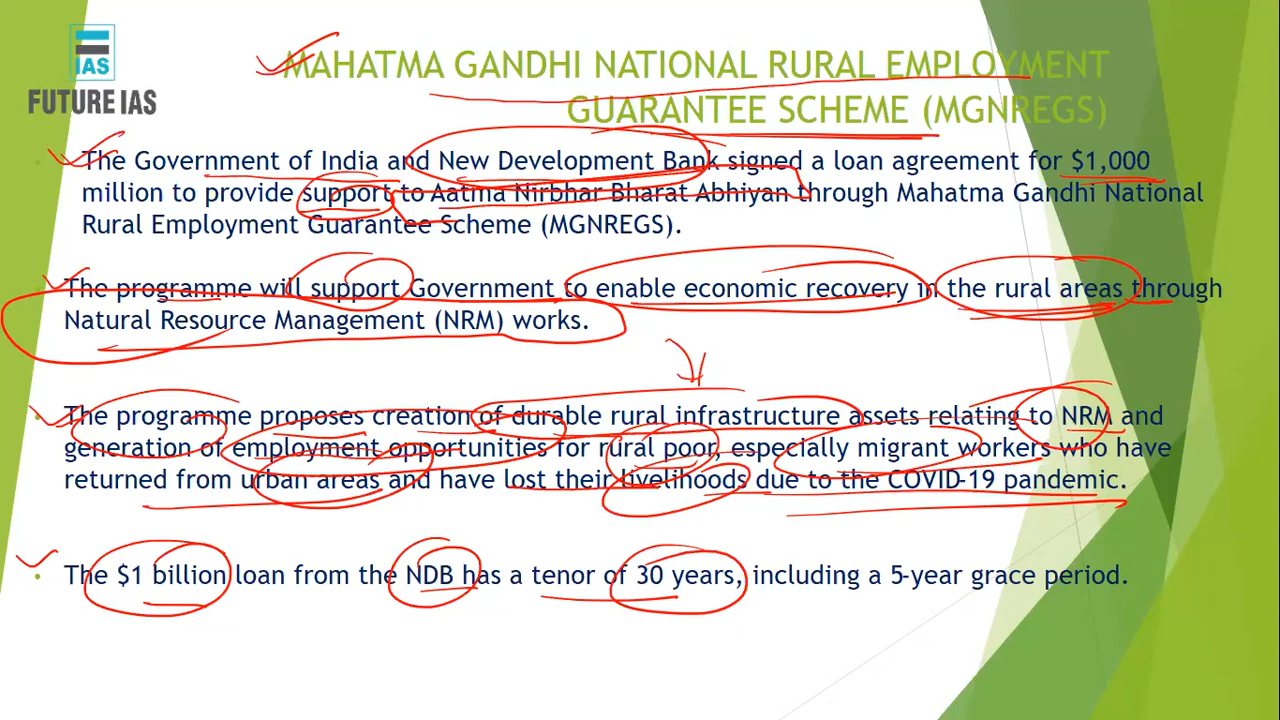 IAS
FUTURE IAS
MAHATMA GANDHI NATIONAL RURAL EMPLOYMENT
GUARANTEE SCHEME (MGNREGS)
The Government of India and New Development Bank signed a loan agreement for $1,000
million to provide support to Aatma Nirbhar Bharat Abhiyan through Mahatma Gandhi National
Rural Employment Guarantee Scheme (MGNREGS).
The programme will support Government to enable economic recovery in the rural areas through
Natural Resource Management (NRM) works.
The programme proposes creation of durable rural infrastructure assets relating to NRM and
generation of employment opportunities for rural poor, especially migrant workers who have
returned from urban areas and have lost their livelihoods due to the COVID-19 pandemic.
The $1 billion loan from the NDB has a tenor of 30 years, including a 5-year grace period.